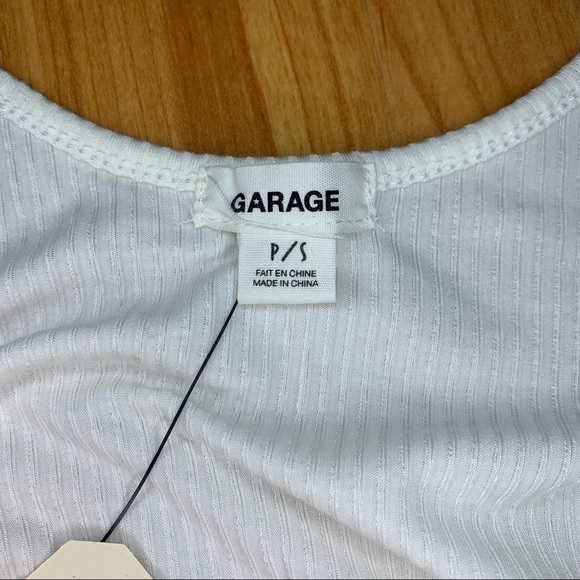 GARAGE
P/S
FAIT EN CHINE
MADE IN CHINA